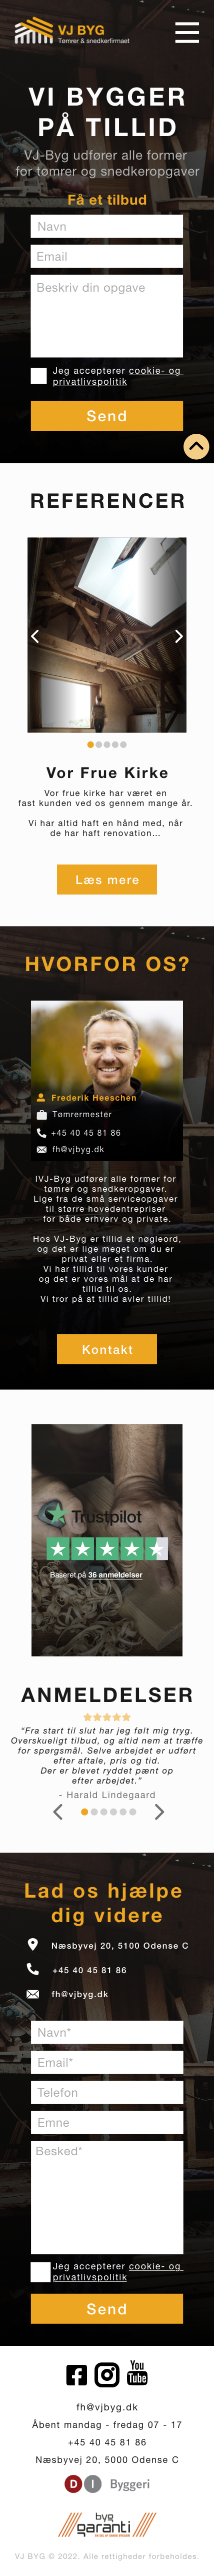 VJ BYG
Tømrer & snedkerfirmaet
VI BYGGER
PÅ TILLID
VJ-Byg udfører alle former
for tømrer og snedkeropgaver
Få et tilbud
Navn
Email
Beskriv din opgave
Jeg accepterer cookie- og
privatlivspolitik
Send
REFERENCER
Vor Frue Kirke
Vor frue kirke har været en
fast kunden ved os gennem mange år.
Vi har altid haft en hånd med, når
de har haft renovation...
Læs mere
HVORFOR OS?
Frederik Heeschen
Tømrermester
+45 40 45 81 86
fh@vjbyg.dk
IVJ-Byg udfører alle former for
tømrer og snedkeropgaver.
Lige fra de små serviceopgaver
til større hovedentrepriser
for både erhverv og private.
Hos VJ-Byg er tillid et nøgleord,
og det er lige meget om du er
privat eller et firma.
Vi har tillid til vores kunder
og det er vores mål at de har
tillid til os.
Vi tror på at tillid avler tillid!
Kontakt
Trustpilot
Baseret på 36 anmeldelser
ANMELDELSER
“Fra start til slut har jeg følt mig tryg.
Overskueligt tilbud, og altid nem at træffe
for spørgsmål. Selve arbejdet er udført
efter aftale, pris og tid.
Der er blevet ryddet pænt op
efter arbejdet.”
- Harald Lindegaard
Lad os hjælpe
dig videre
Næsbyvej 20, 5100 Odense C
+45 40 45 81 86
fh@vjbyg.dk
Navn*
Email*
Telefon
Emne
Besked*
Jeg accepterer cookie- og
privatlivspolitik
Send
You
Tube
fh@vjbyg.dk
Åbent mandag - fredag 07 - 17
+45 40 45 81 86
Næsbyvej 20, 5000 Odense C
D I Byggeri
byg
garanti
VJ BYG © 2022. Alle rettigheder forbeholdes.